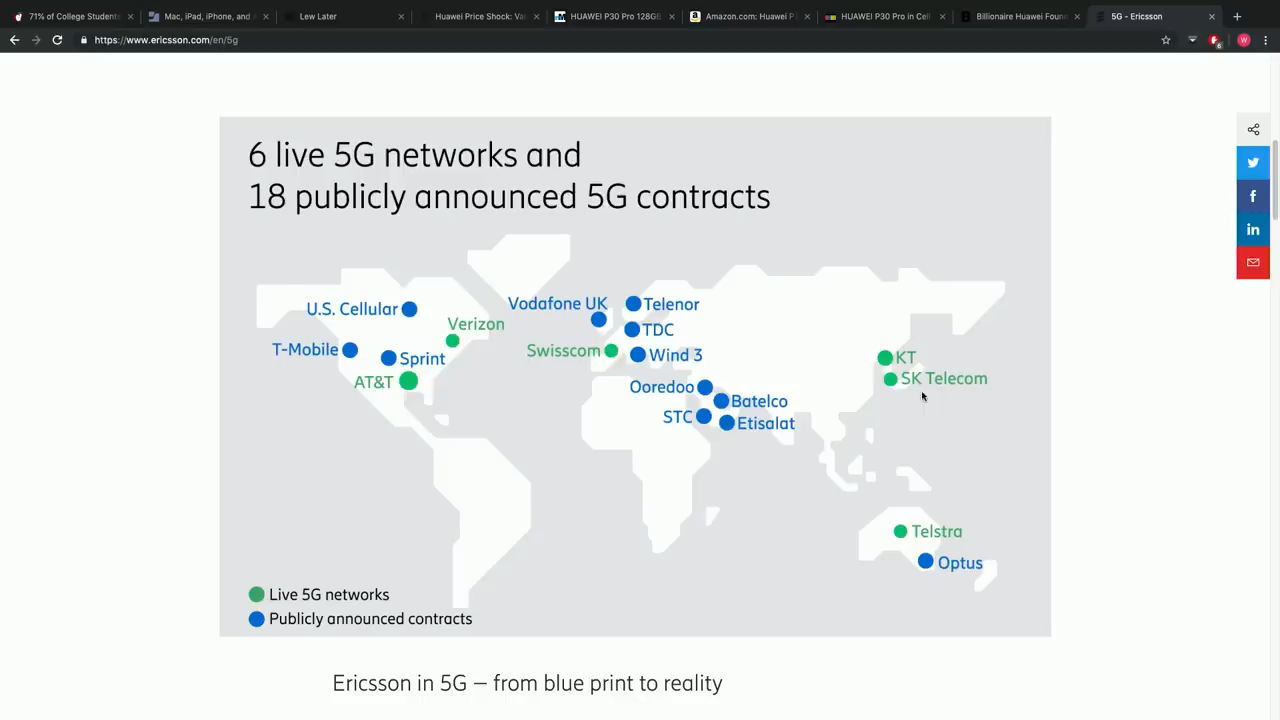 71% of College Students
Mac, iPad, iPhone, and
Lew Later
Huawei Price Shock: Va
HUAWEI P30 Pro 128GB
Amazon.com: Huawei P
HUAWEI P30 Pro in Cel
Billionaire Huawei Foun
5G - Ericsson
https://www.ericsson.com/en/5g
6 live 5G networks and
18 publicly announced 5G contracts
U.S. Cellular
Verizon
T-Mobile
Sprint
AT&T
Vodafone UK
Telenor
TDC
Swisscom
Wind 3
Ooredoo
Batelco
STC
Etisalat
KT
SK Telecom
Telstra
Optus
Live 5G networks
Publicly announced contracts
Ericsson in 5G – from blue print to reality